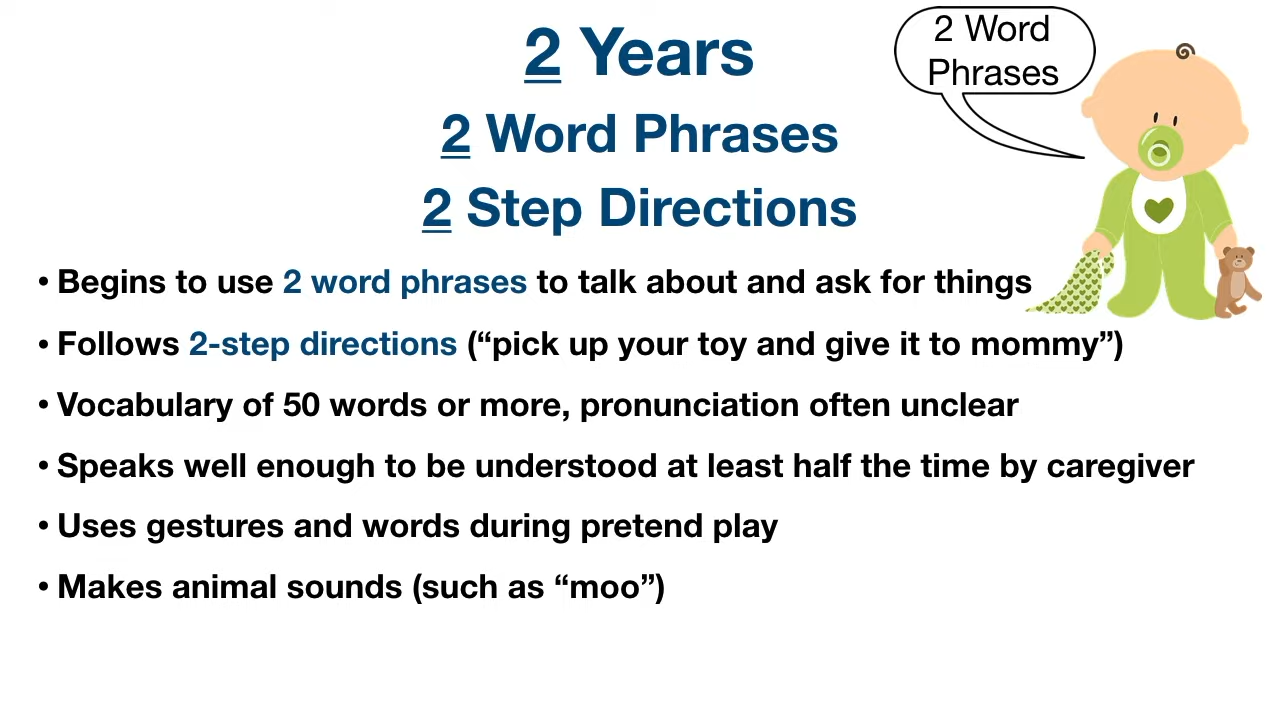 2 Years
2 Word Phrases
2 Step Directions
2 Word
Phrases
• Begins to use 2 word phrases to talk about and ask for things
• Follows 2-step directions (“pick up your toy and give it to mommy”)
• Vocabulary of 50 words or more, pronunciation often unclear
• Speaks well enough to be understood at least half the time by caregiver
• Uses gestures and words during pretend play
• Makes animal sounds (such as “moo”)